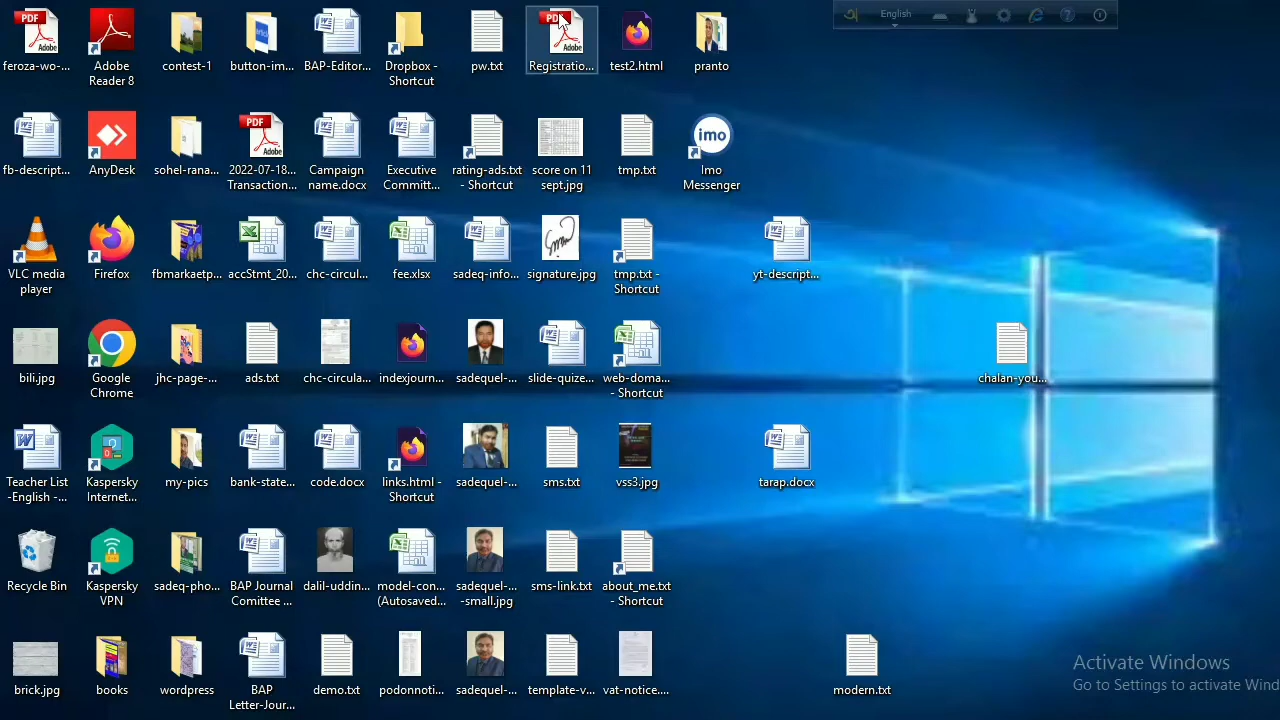 English
feroza-wo-...
Adobe
Reader 8
contest-1
button-im...
BAP-Editor...
Dropbox -
Shortcut
pw.txt
Registratio...
test2.html
pranto
fb-descript...
AnyDesk
sohel-rana...
2022-07-18...
Transaction...
Campaign
name.docx
Executive
Committ...
rating-ads.txt
- Shortcut
score on 11
sept.jpg
tmp.txt
imo
Imo
Messenger
VLC media
player
Firefox
fbmarkaetp...
accStmt_20...
chc-circul...
fee.xlsx
sadeq-info...
signature.jpg
tmp.txt -
Shortcut
yt-descript...
bili.jpg
Google
Chrome
jhc-page-...
ads.txt
chc-circula...
indexjourn...
sadequel-...
slide-quize...
web-doma...
- Shortcut
chalan-you...
Teacher List
-English -...
Kaspersky
Internet...
my-pics
bank-state...
code.docx
links.html -
Shortcut
sadequel-...
sms.txt
vss3.jpg
tarap.docx
Recycle Bin
Kaspersky
VPN
sadeq-pho...
BAP Journal
Comittee ...
dalil-uddin...
model-con...
(Autosaved...
sadequel-...
-small.jpg
sms-link.txt
about_me.txt
- Shortcut
brick.jpg
books
wordpress
BAP
Letter-Jour...
demo.txt
podonnoti...
sadequel-...
template-v...
vat-notice....
modern.txt
Activate Windows
Go to Settings to activate Wind